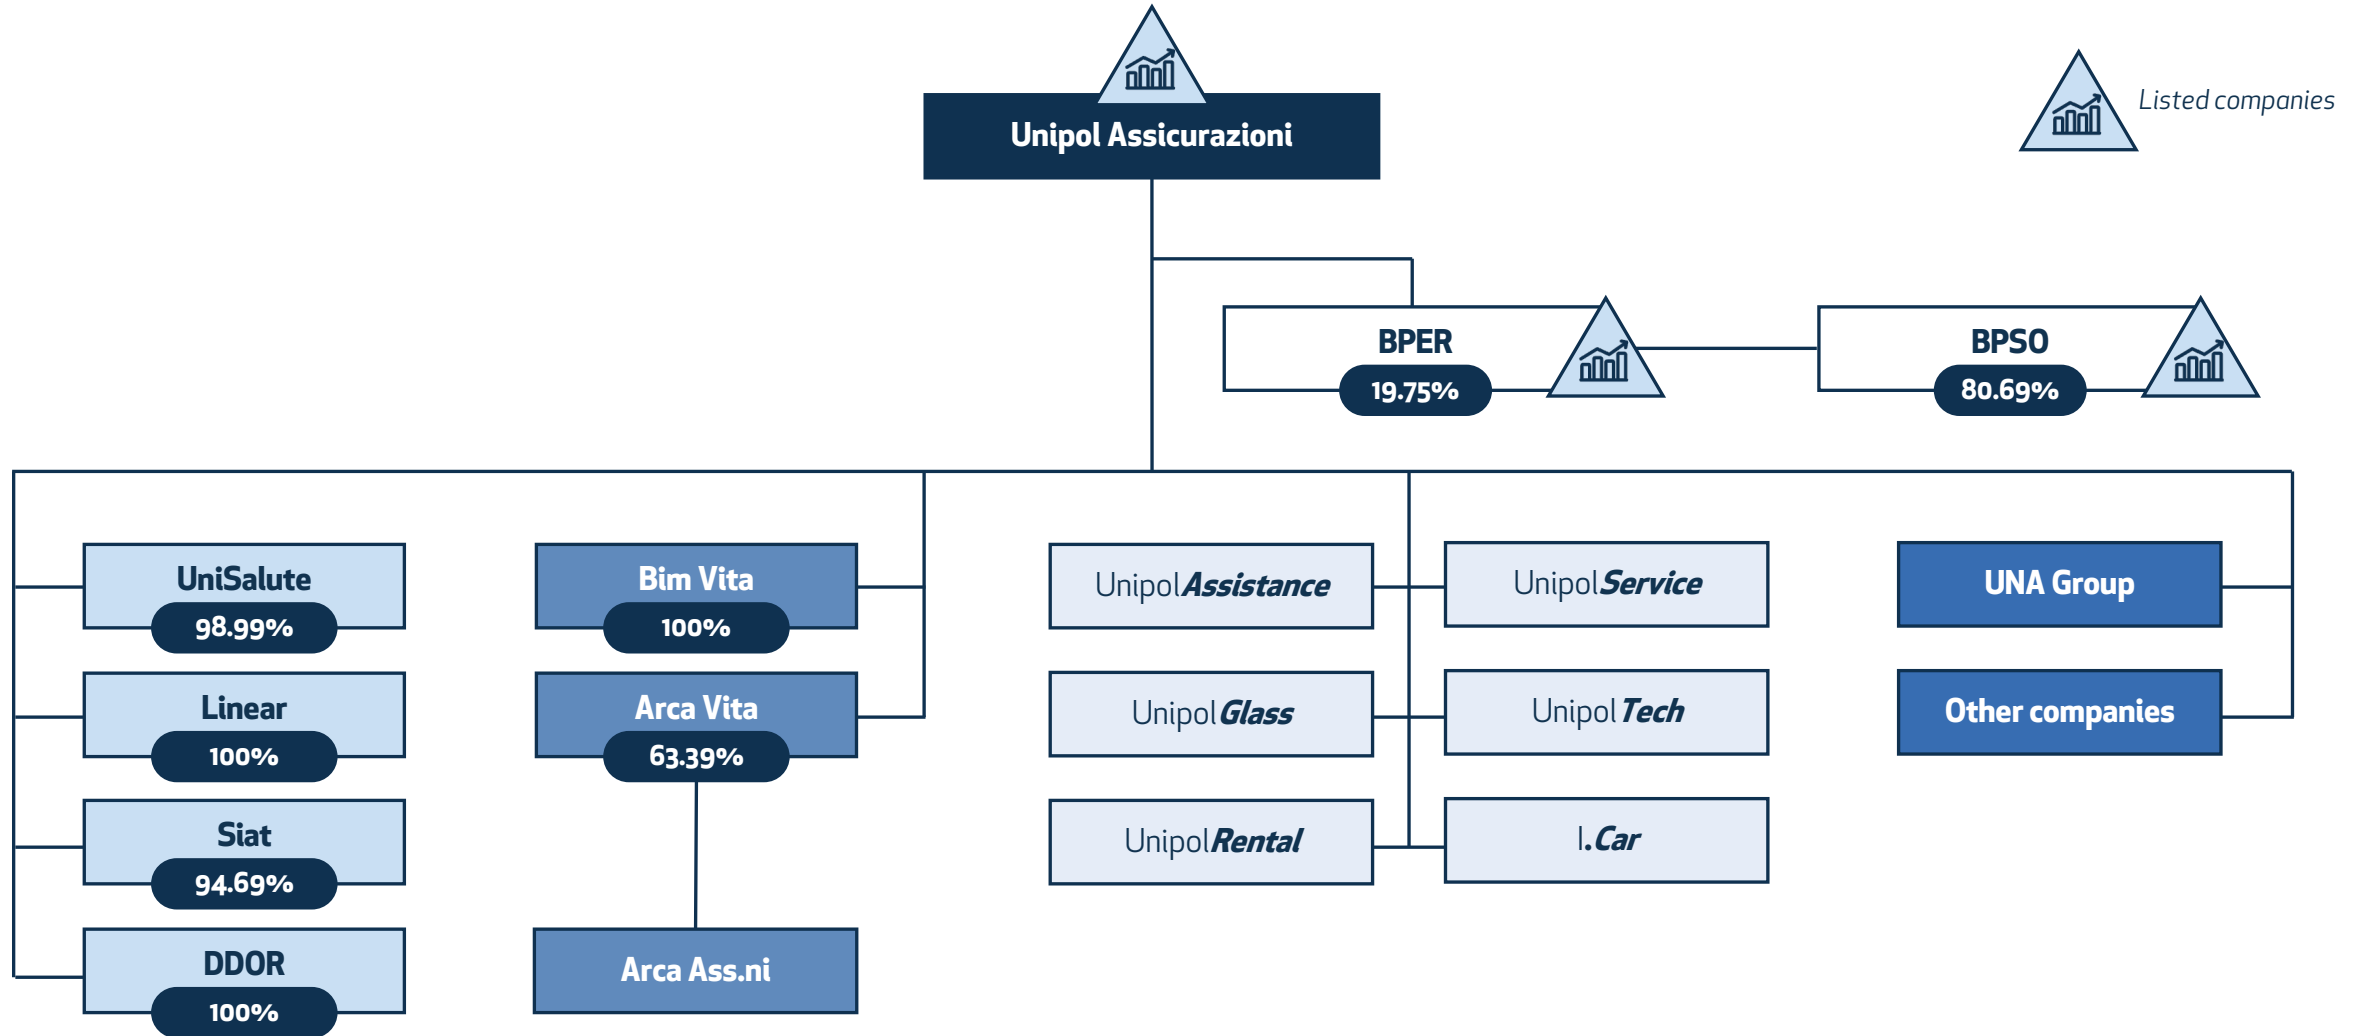 Unipol Assicurazioni
Listed companies
BPER
19.75%
BPSO
80.69%
UniSalute
98.99%
Linear
100%
Siat
94.69%
DDOR
100%
Bim Vita
100%
Arca Vita
63.39%
Arca Ass.ni
UnipolAssistance
UnipolGlass
UnipolRental
UnipolService
UnipolTech
I.Car
UNA Group
Other companies